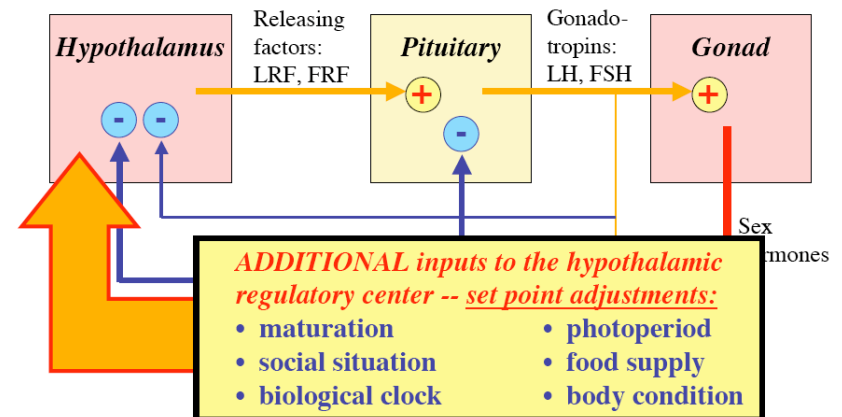 Hypothalamus
Releasing
factors:
LRF, FRF
Pituitary
Gonado-
tropins:
LH, FSH
Gonad
+
+
-
-
-
Sex
rmones
ADDITIONAL inputs to the hypothalamic
regulatory center -- set point adjustments:
• maturation
• social situation
• biological clock
• photoperiod
• food supply
• body condition